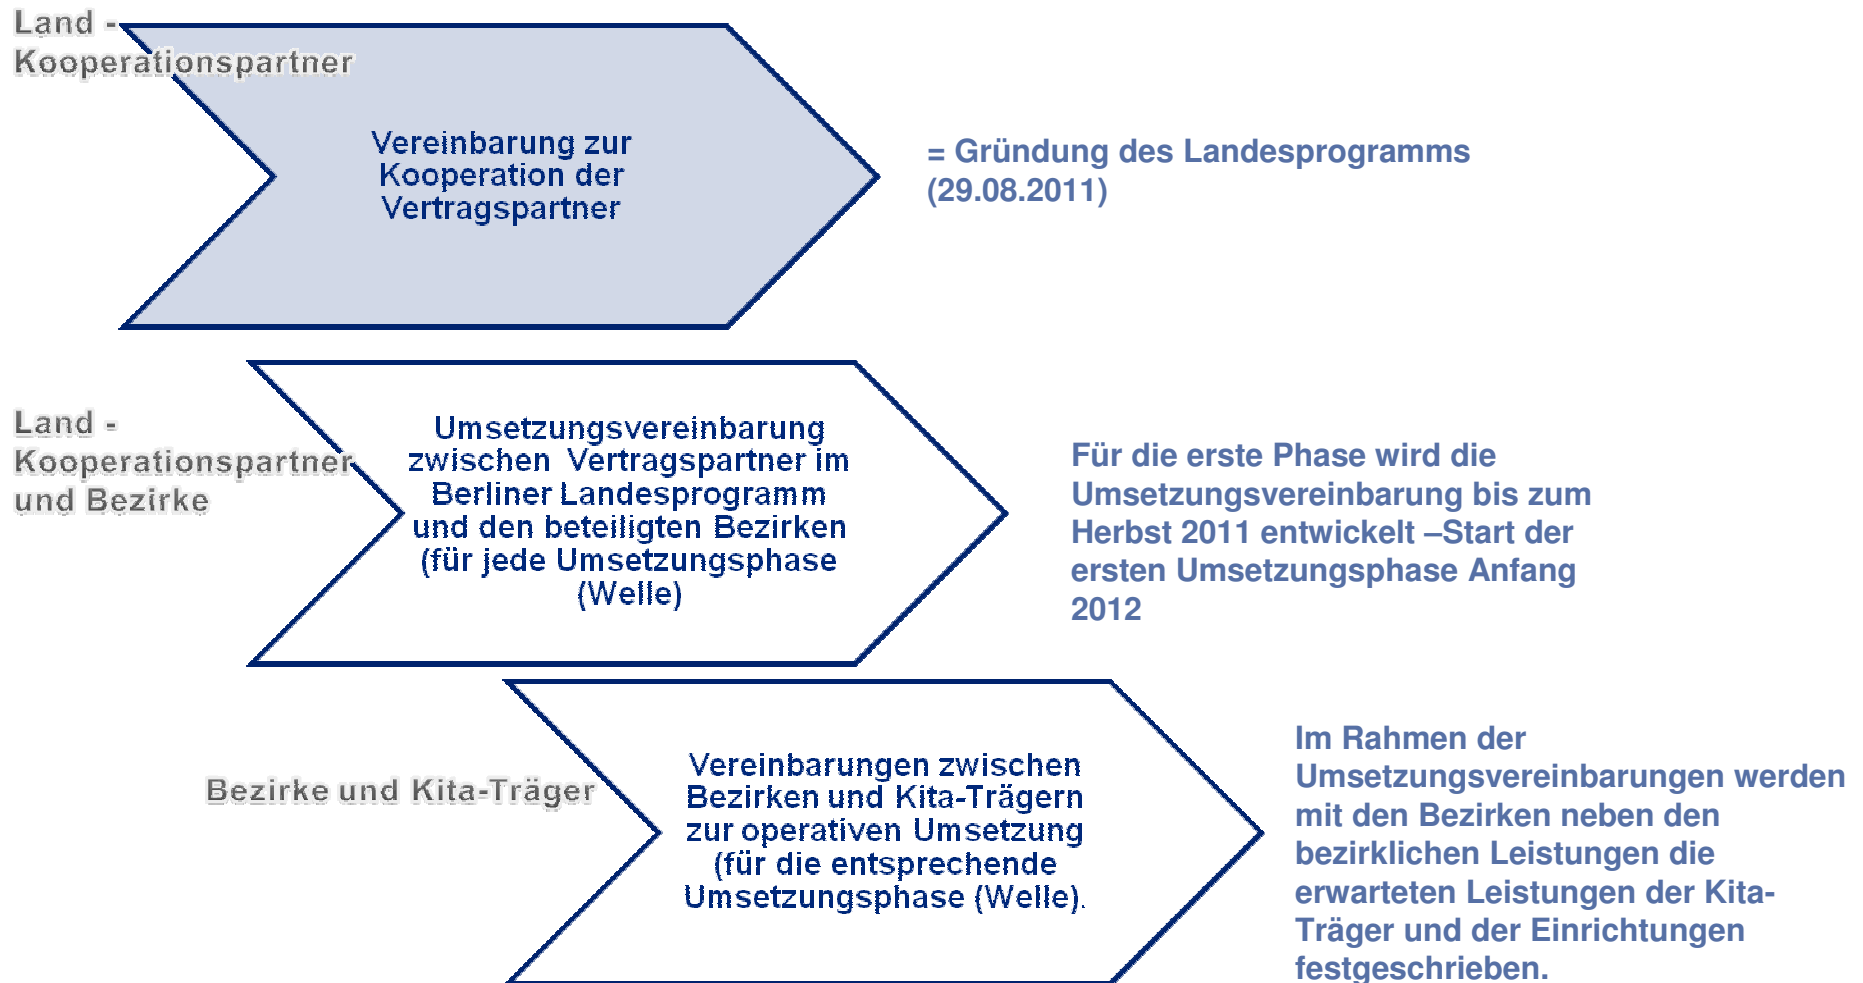 Land -
Kooperationspartner
Vereinbarung zur
Kooperation der
Vertragspartner
= Gründung des Landesprogramms
(29.08.2011)
Land -
Kooperationspartner
und Bezirke
Umsetzungsvereinbarung
zwischen Vertragspartner im
Berliner Landesprogramm
und den beteiligten Bezirken
(für jede Umsetzungsphase
(Welle)
Für die erste Phase wird die
Umsetzungsvereinbarung bis zum
Herbst 2011 entwickelt –Start der
ersten Umsetzungsphase Anfang
2012
Bezirke und Kita-Träger
Vereinbarungen zwischen
Bezirken und Kita-Trägern
zur operativen Umsetzung
(für die entsprechende
Umsetzungsphase (Welle).
Im Rahmen der
Umsetzungsvereinbarungen werden
mit den Bezirken neben den
bezirklichen Leistungen die
erwarteten Leistungen der Kita-
Träger und der Einrichtungen
festgeschrieben.